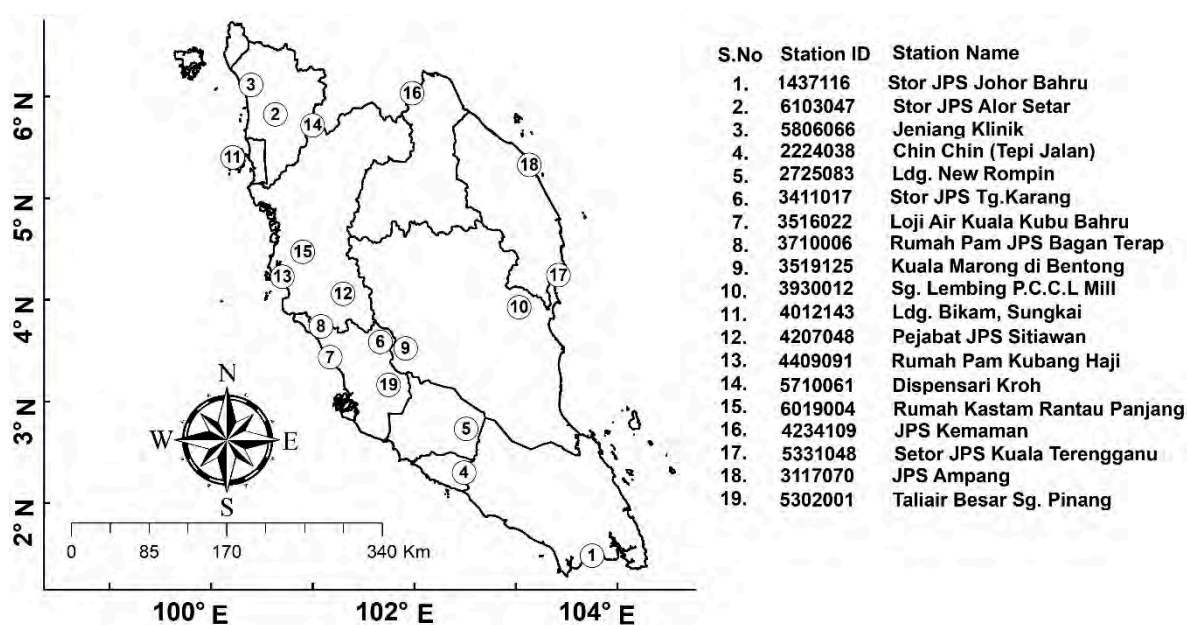 S.No Station ID Station Name
1. 1437116 Stor JPS Johor Bahru
2 6103047 Stor JPS Alor Setar
3. 5806066 Jeniang Klinik
4 2224038 Chin Chin (Tepi Jalan)
5 2725083 Ldg. New Rompin
6 3411017 Stor JPS Tg.Karang
7 3516022 Loji Air Kuala Kubu Bahru
8 3710006 Rumah Pam JPS Bagan Terap
9. 3519125 Kuala Marong di Bentong
10. 3930012 Sg. Lembing P.C.C.L Mill
11. 4012143 Ldg. Bikam, Sungkai
12 4207048 Pejabat JPS Sitiawan
13 4409091 Rumah Pam Kubang Haji
14. 5710061 Dispensari Kroh
15. 6019004 Rumah Kastam Rantau Panjang
16. 4234109 JPS Kemaman
17. 5331048 Setor JPS Kuala Terengganu
18. 3117070 JPS Ampang
19. 5302001 Taliair Besar Sg. Pinang
6° N
5° N
4° N
3° N
2° N
3
2
16
14
11
18
15
13
17
12
10
8
6
9
7
19
5
4
1
N
W E
S
0 85 170 340 Km
100° E 102° E 104° E